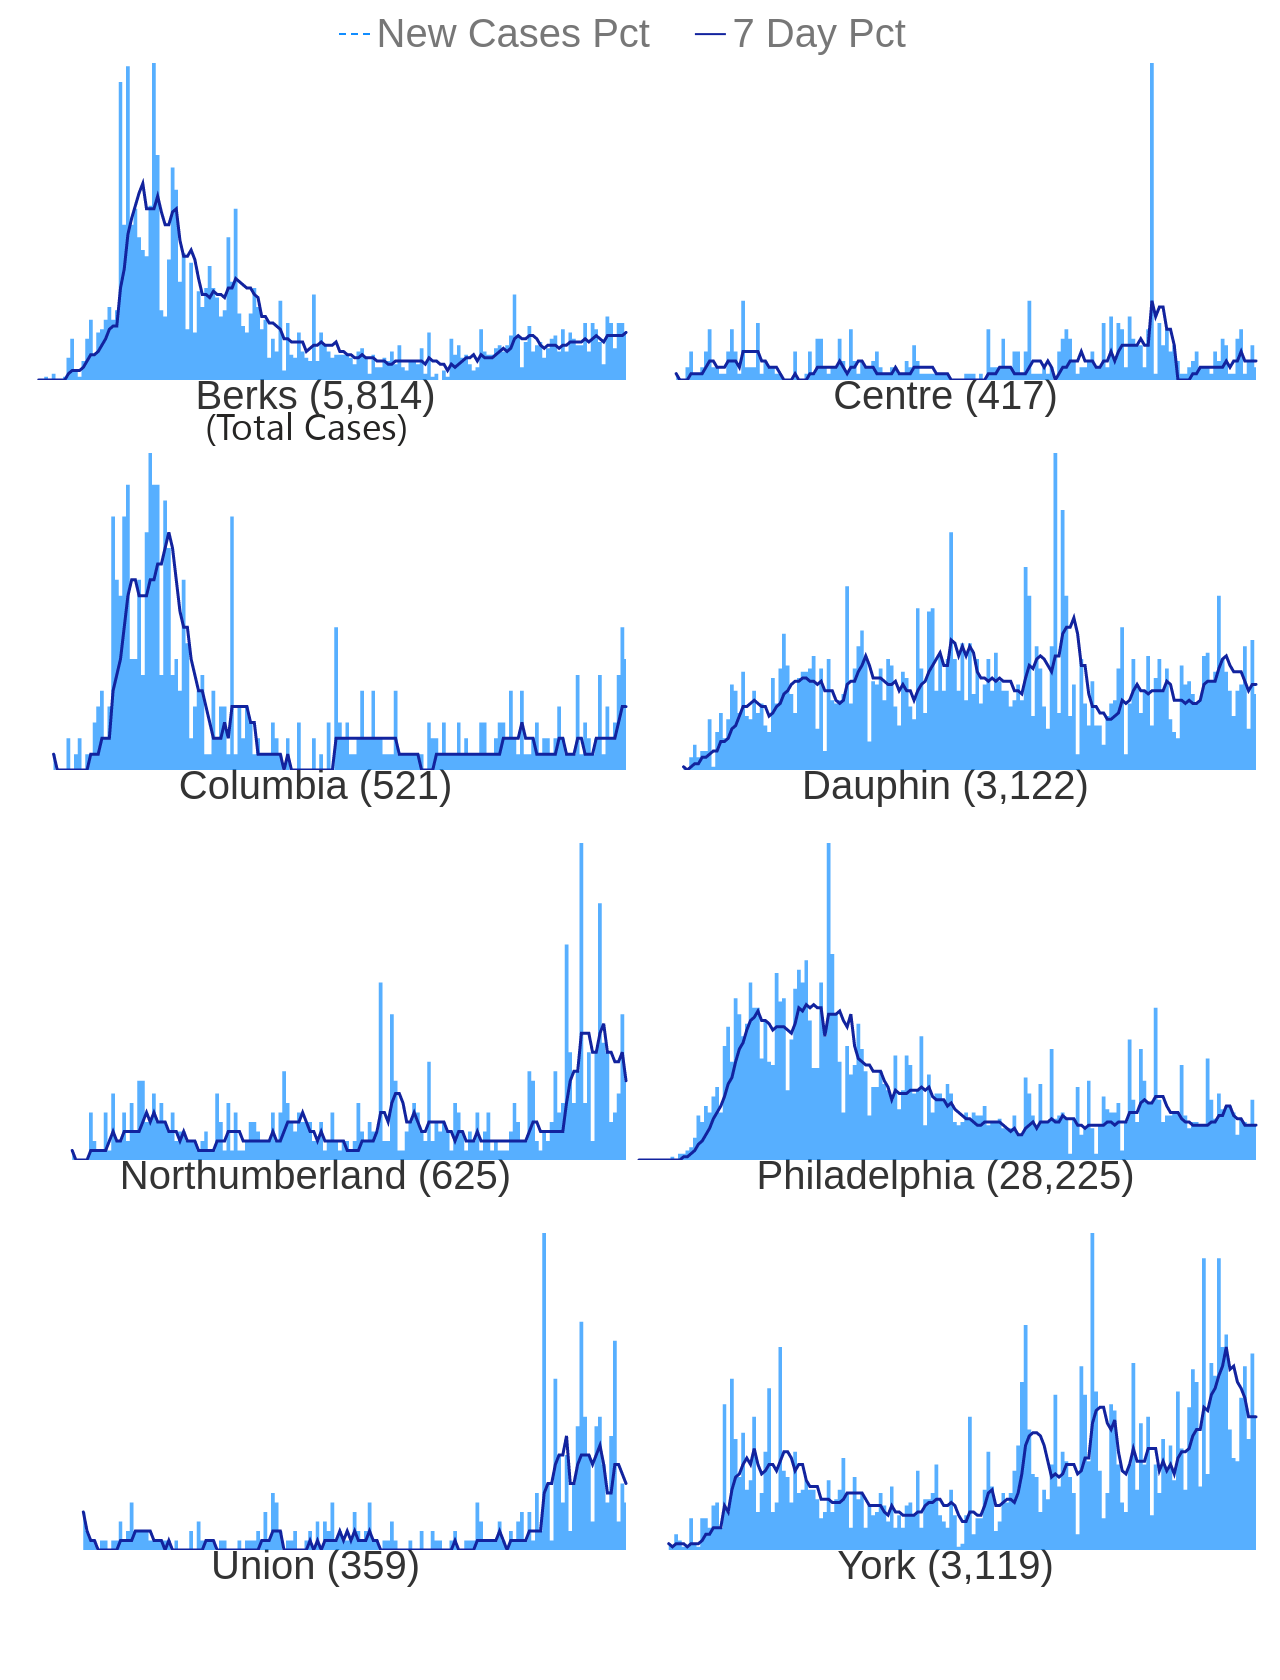 New Cases Pct 7 Day Pct
Berks (5,814) Centre (417)
(Total Cases)
Columbia (521) Dauphin (3,122)
Northumberland (625) Philadelphia (28,225)
Union (359) York (3,119)